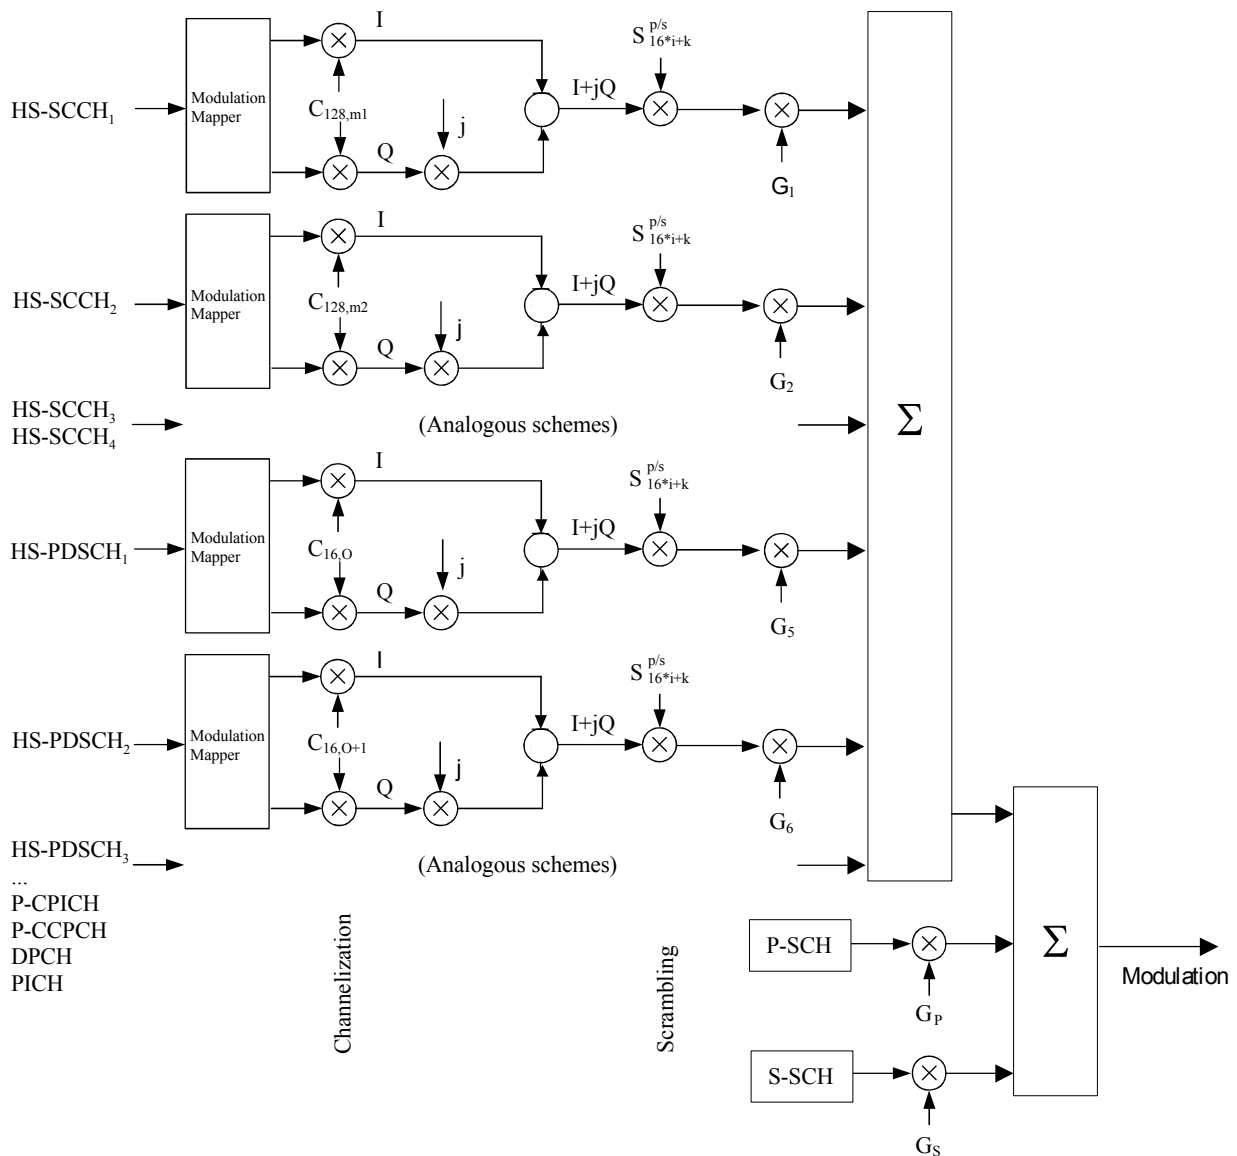 I
S p/s 16*i+k
HS-SCCH1
Modulation
Mapper
C128,m1
j
I+jQ
Q
G1
I
S p/s 16*i+k
HS-SCCH2
Modulation
Mapper
C128,m2
j
I+jQ
Q
G2
HS-SCCH3
HS-SCCH4
(Analogous schemes)
Σ
I
S p/s 16*i+k
HS-PDSCH1
Modulation
Mapper
C16,O
j
I+jQ
Q
G5
I
S p/s 16*i+k
HS-PDSCH2
Modulation
Mapper
C16,O+1
j
I+jQ
Q
G6
HS-PDSCH3
(Analogous schemes)
...
P-CPICH
P-CCPCH
DPCH
PICH
Channelization
Scrambling
P-SCH
GP
Σ
Modulation
S-SCH
GS